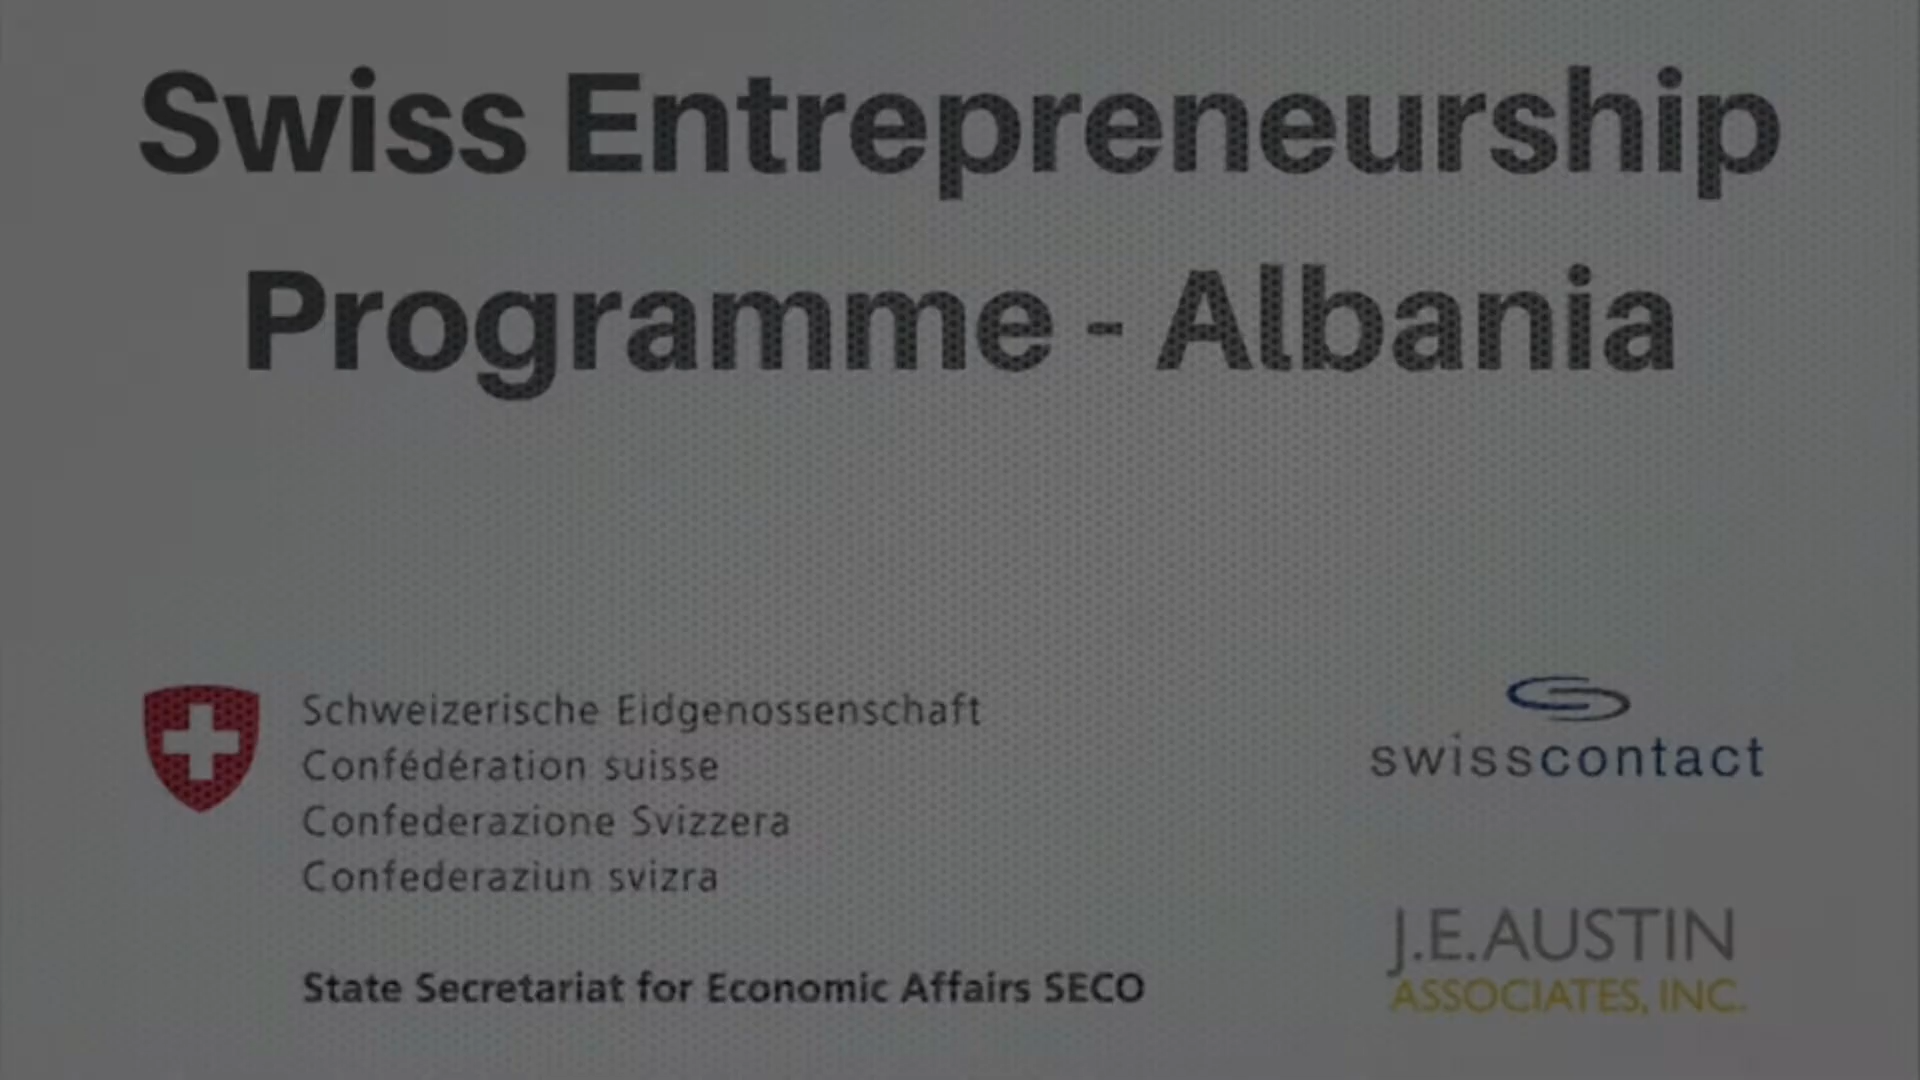 Swiss Entrepreneurship
Programme - Albania
Schweizerische Eidgenossenschaft
Confédération suisse
Confederazione Svizzera
Confederaziun svizra
State Secretariat for Economic Affairs SECO
swisscontact
J.E.AUSTIN
ASSOCIATES, INC.